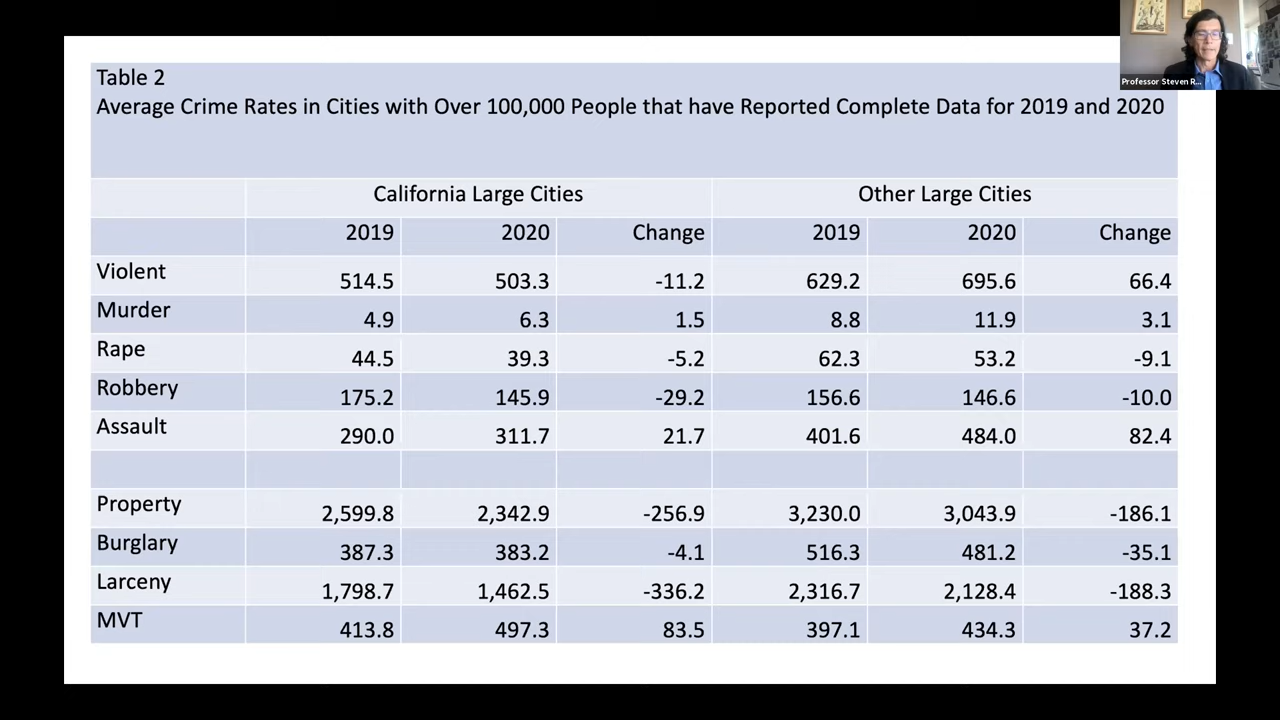 Professor Steven R...
Table 2
Average Crime Rates in Cities with Over 100,000 People that have Reported Complete Data for 2019 and 2020
California Large Cities Other Large Cities
2019 2020 Change 2019 2020 Change
Violent 514.5 503.3 -11.2 629.2 695.6 66.4
Murder 4.9 6.3 1.5 8.8 11.9 3.1
Rape 44.5 39.3 -5.2 62.3 53.2 -9.1
Robbery 175.2 145.9 -29.2 156.6 146.6 -10.0
Assault 290.0 311.7 21.7 401.6 484.0 82.4
Property 2,599.8 2,342.9 -256.9 3,230.0 3,043.9 -186.1
Burglary 387.3 383.2 -4.1 516.3 481.2 -35.1
Larceny 1,798.7 1,462.5 -336.2 2,316.7 2,128.4 -188.3
MVT 413.8 497.3 83.5 397.1 434.3 37.2